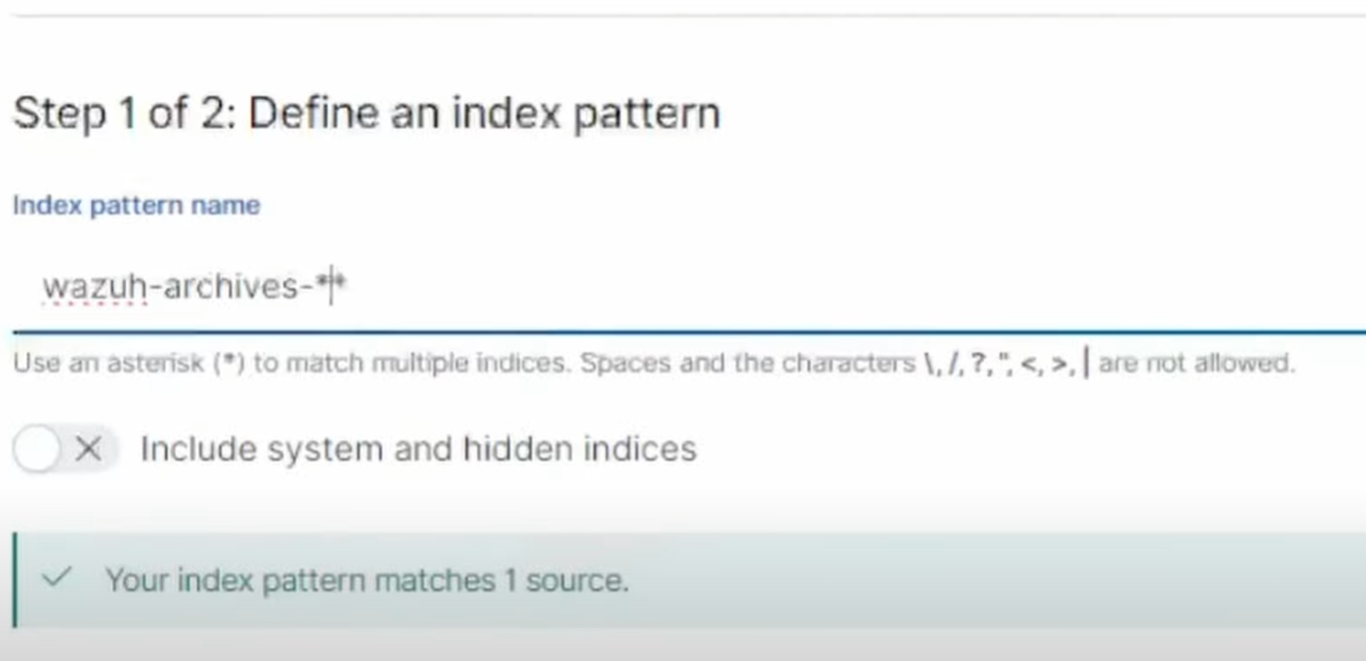 Step 1 of 2: Define an index pattern
Index pattern name
wazuh-archives-**
Use an asterisk (*) to match multiple indices. Spaces and the characters \, /, ?, ", <, >, | are not allowed.
Include system and hidden indices
Your index pattern matches 1 source.